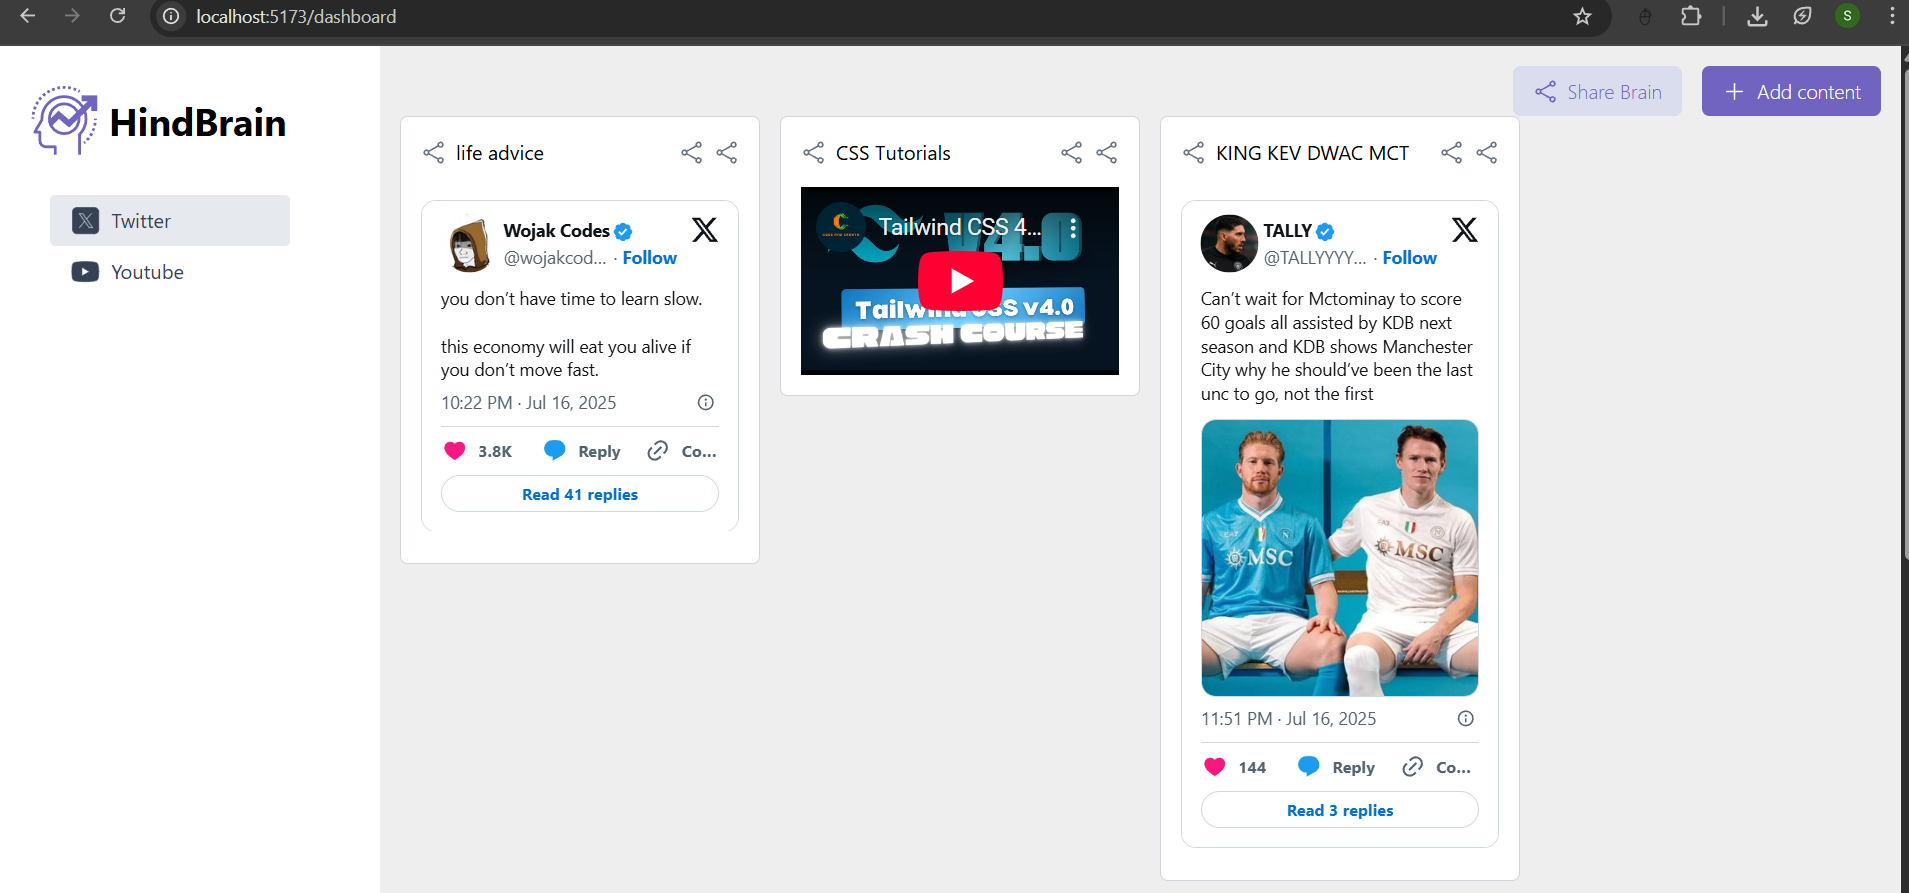 localhost:5173/dashboard
S
HindBrain
Twitter
Youtube
Share Brain
+ Add content
life advice
Wojak Codes
@wojakcod... · Follow
you don't have time to learn slow.
this economy will eat you alive if
you don't move fast.
10:22 PM · Jul 16, 2025
3.8K Reply Co...
Read 41 replies
CSS Tutorials
Tailwind CSS 4...
V4.0
Tailwind CSS v4.0
CRASH COURSE
KING KEV DWAC MCT
TALLY
@TALLYYYY... · Follow
Can't wait for Mctominay to score
60 goals all assisted by KDB next
season and KDB shows Manchester
City why he should've been the last
unc to go, not the first
MSC
MSC
11:51 PM · Jul 16, 2025
144 Reply Co...
Read 3 replies